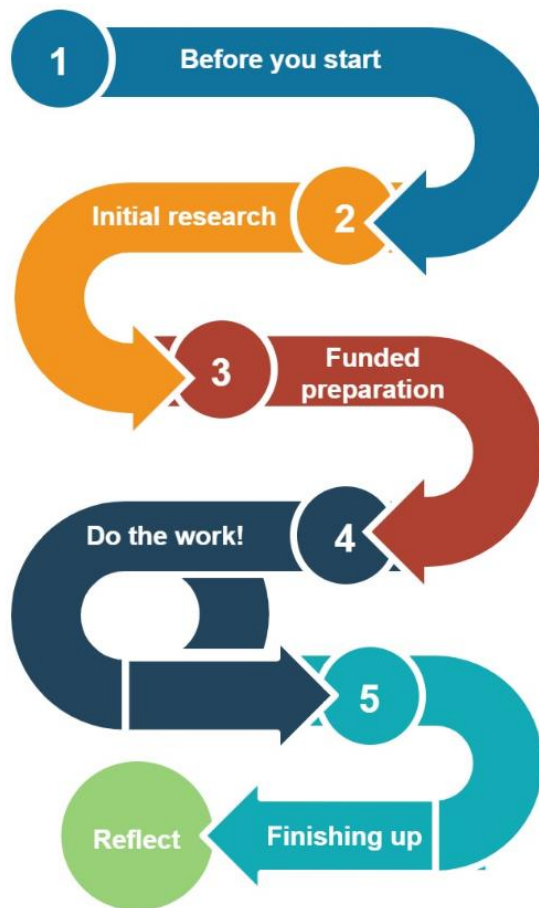 1
Before you start
Initial research
2
3
Funded
preparation
Do the work!
4
5
Reflect
Finishing up